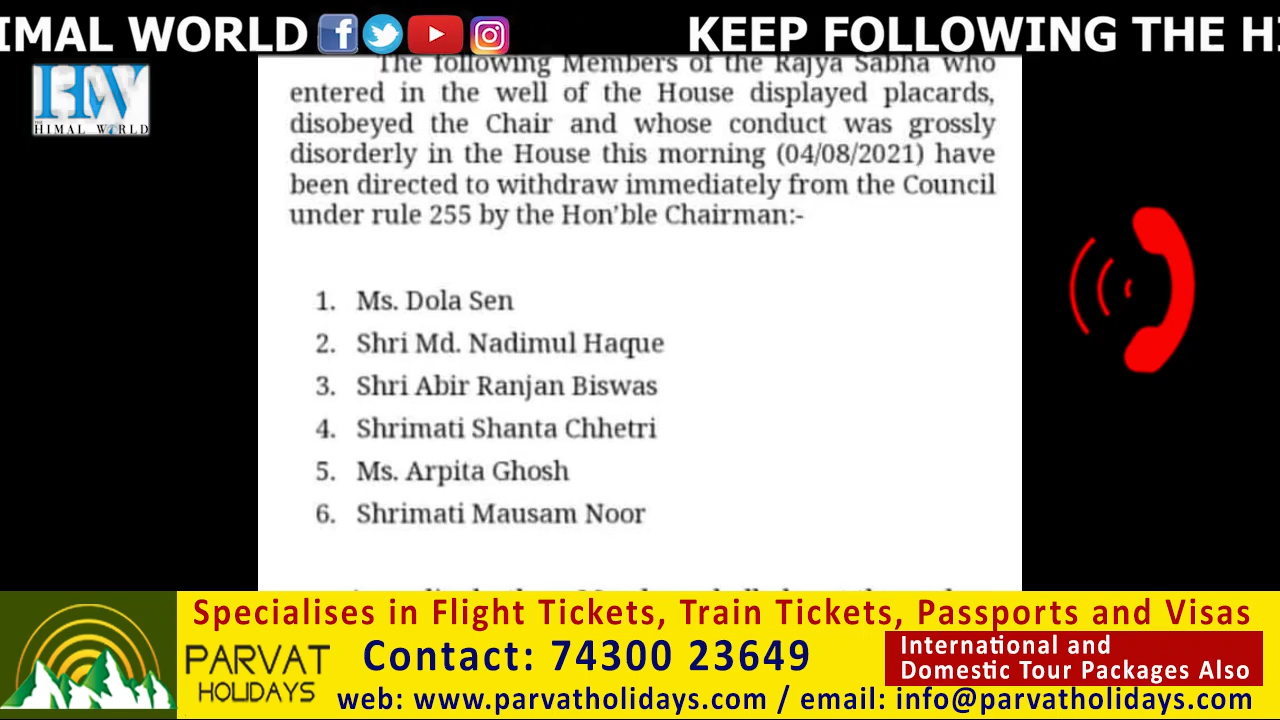 IMAL WORLD
KEEP FOLLOWING THE HI
HW
HIMAL WORLD
The following Members of the Rajya Sabha who
entered in the well of the House displayed placards,
disobeyed the Chair and whose conduct was grossly
disorderly in the House this morning (04/08/2021) have
been directed to withdraw immediately from the Council
under rule 255 by the Hon'ble Chairman:-
1. Ms. Dola Sen
2. Shri Md. Nadimul Haque
3. Shri Abir Ranjan Biswas
4. Shrimati Shanta Chhetri
5. Ms. Arpita Ghosh
6. Shrimati Mausam Noor
Specialises in Flight Tickets, Train Tickets, Passports and Visas
PARVAT
HOLIDAYS
Contact: 74300 23649
International and
Domestic Tour Packages Also
web: www.parvatholidays.com / email: info@parvatholidays.com